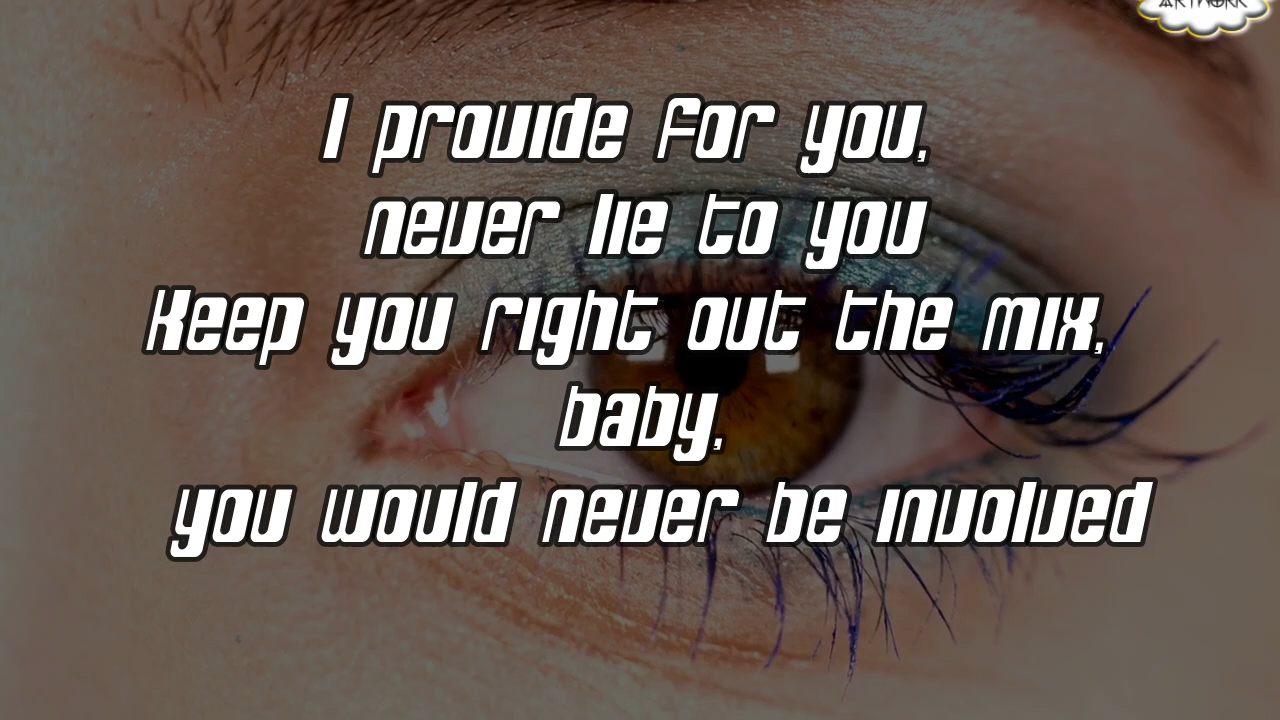 ARTWORK
I provide for you,
never lie to you
Keep you right out the mix,
baby,
you would never be involved